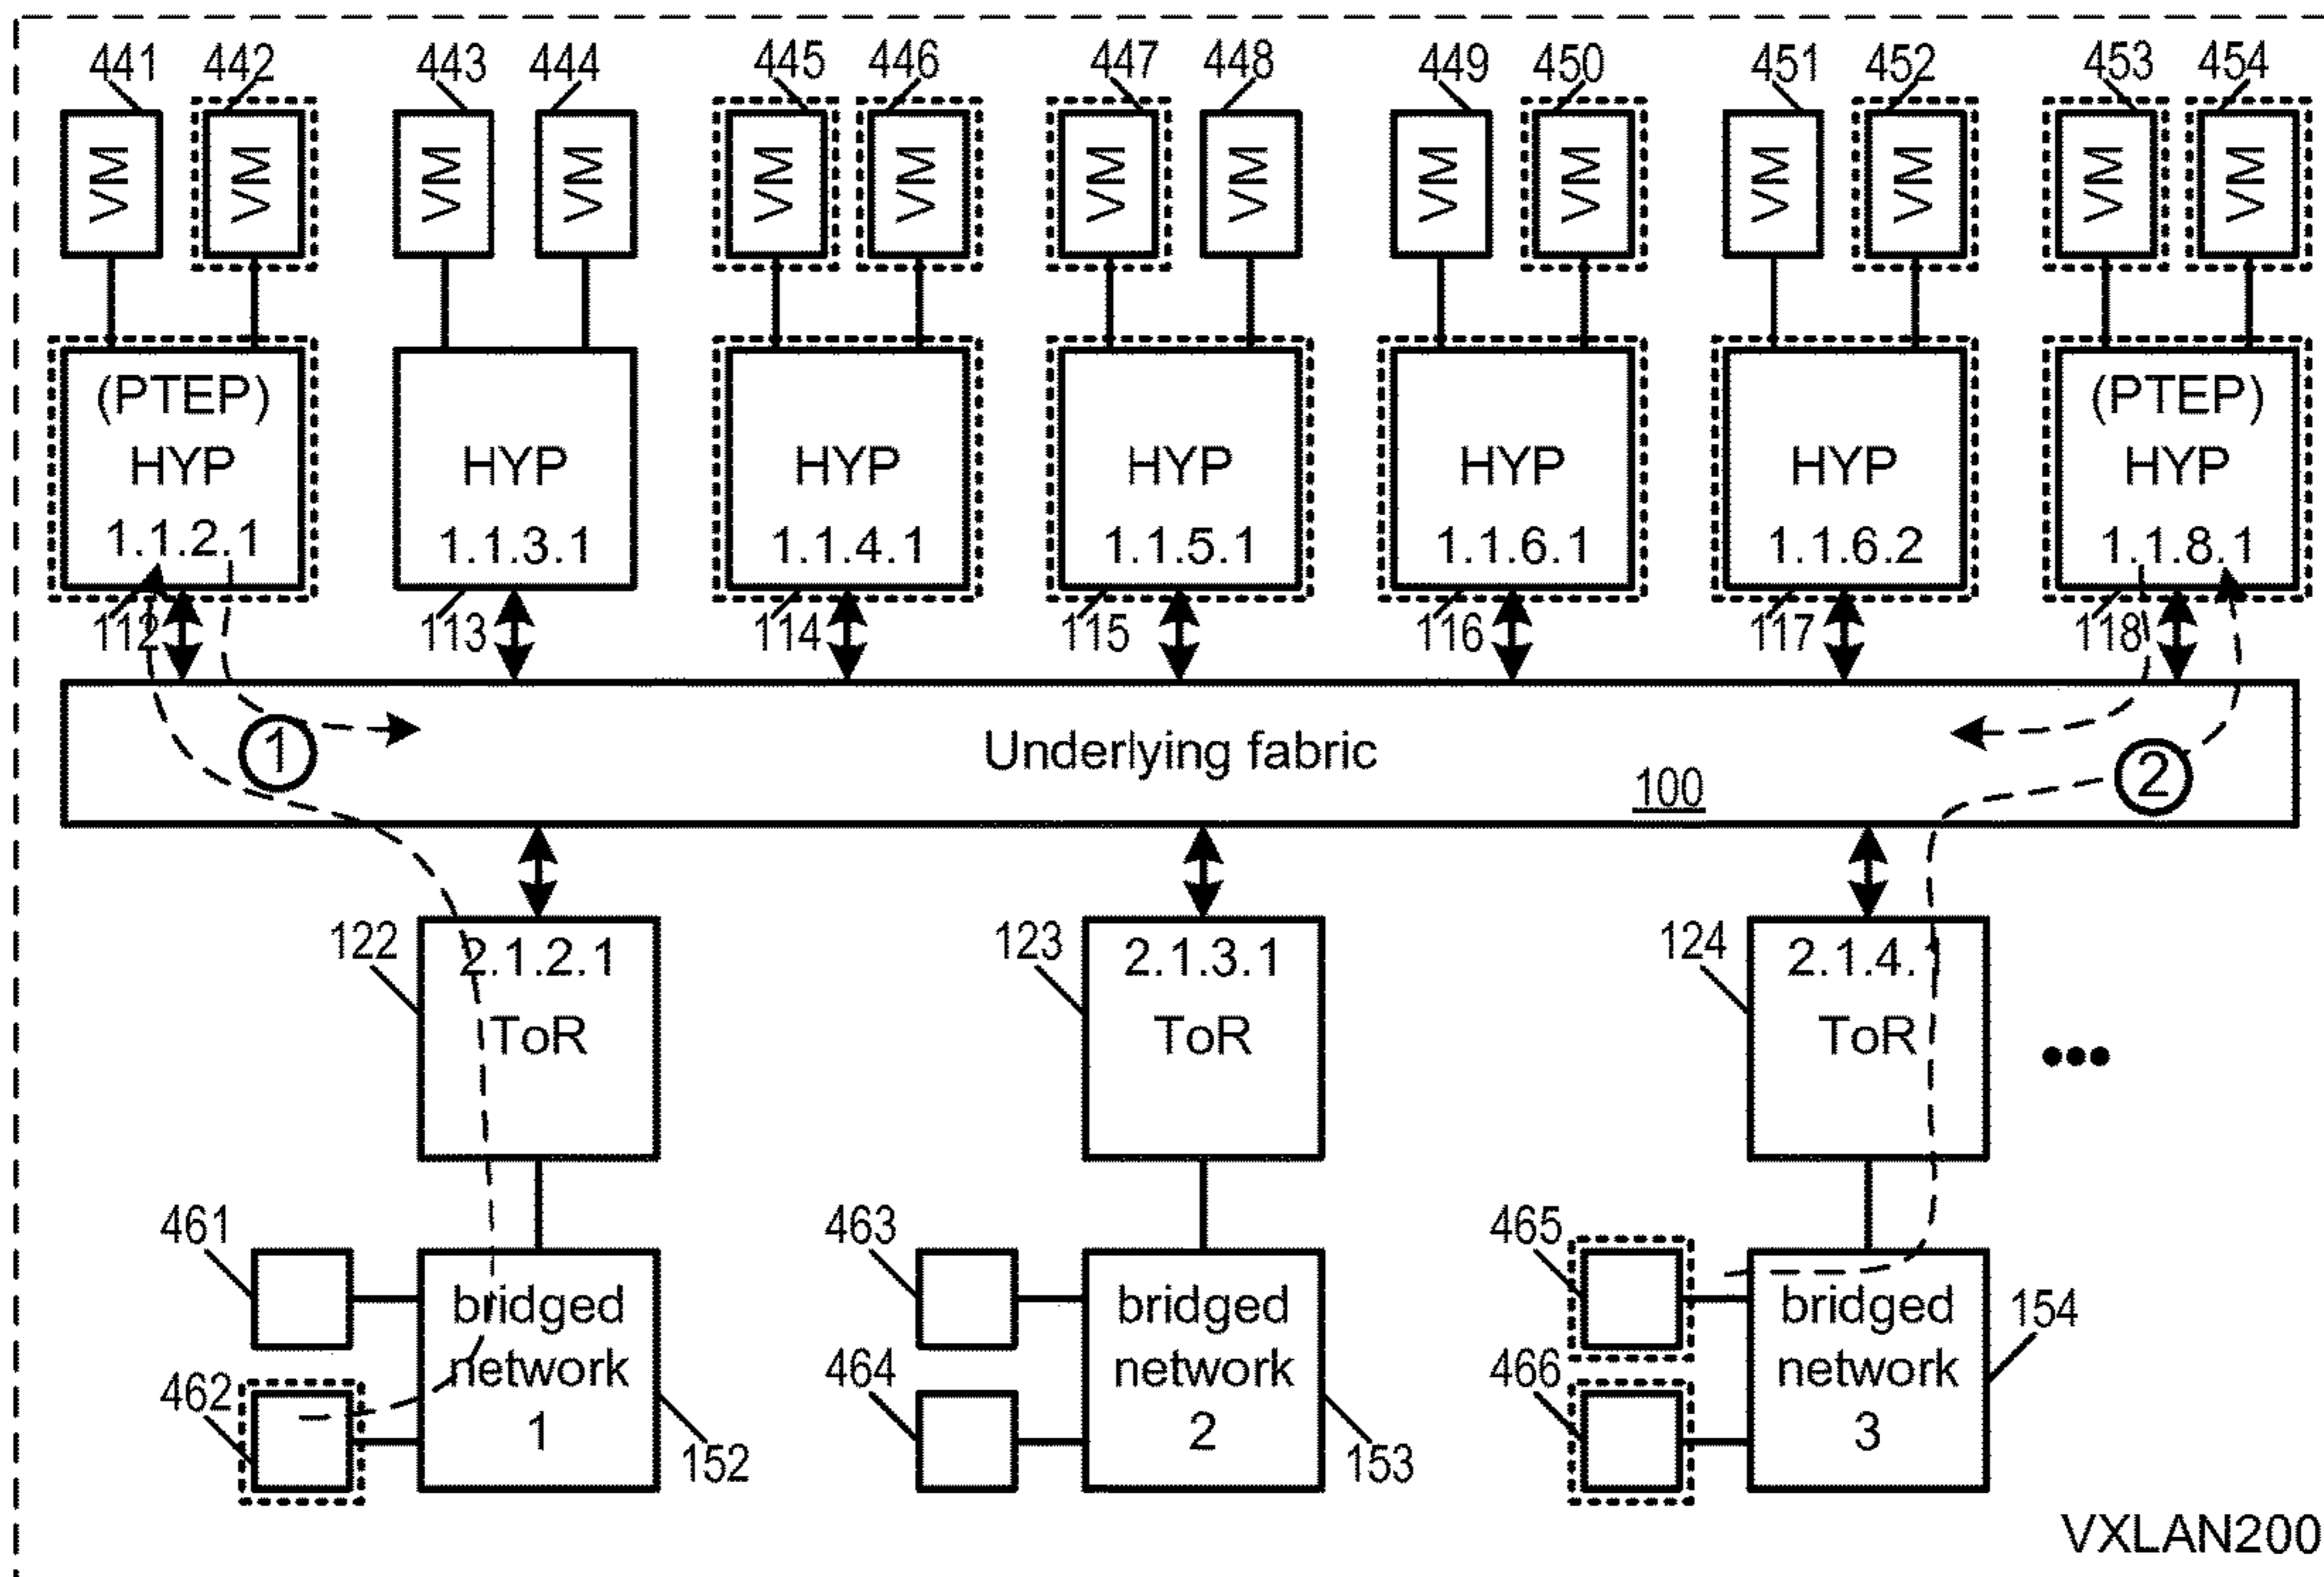 441 442 443 444 445 446 447 448 449 450 451 452 453 454
VM VM VM VM VM VM VM VM VM VM VM VM VM VM
(PTEP) (PTEP)
HYP HYP HYP HYP HYP HYP HYP
1.1.2.1 1.1.3.1 1.1.4.1 1.1.5.1 1.1.6.1 1.1.6.2 1.1.8.1
112 113 114 115 116 117 118
1 Underlying fabric 2
100
122 2.1.2.1 123 2.1.3.1 124 2.1.4.1
ToR ToR ToR
•••
461 463 465
bridged bridged bridged
154
462 network 464 network 466 network
1 2 3
152 153
VXLAN200